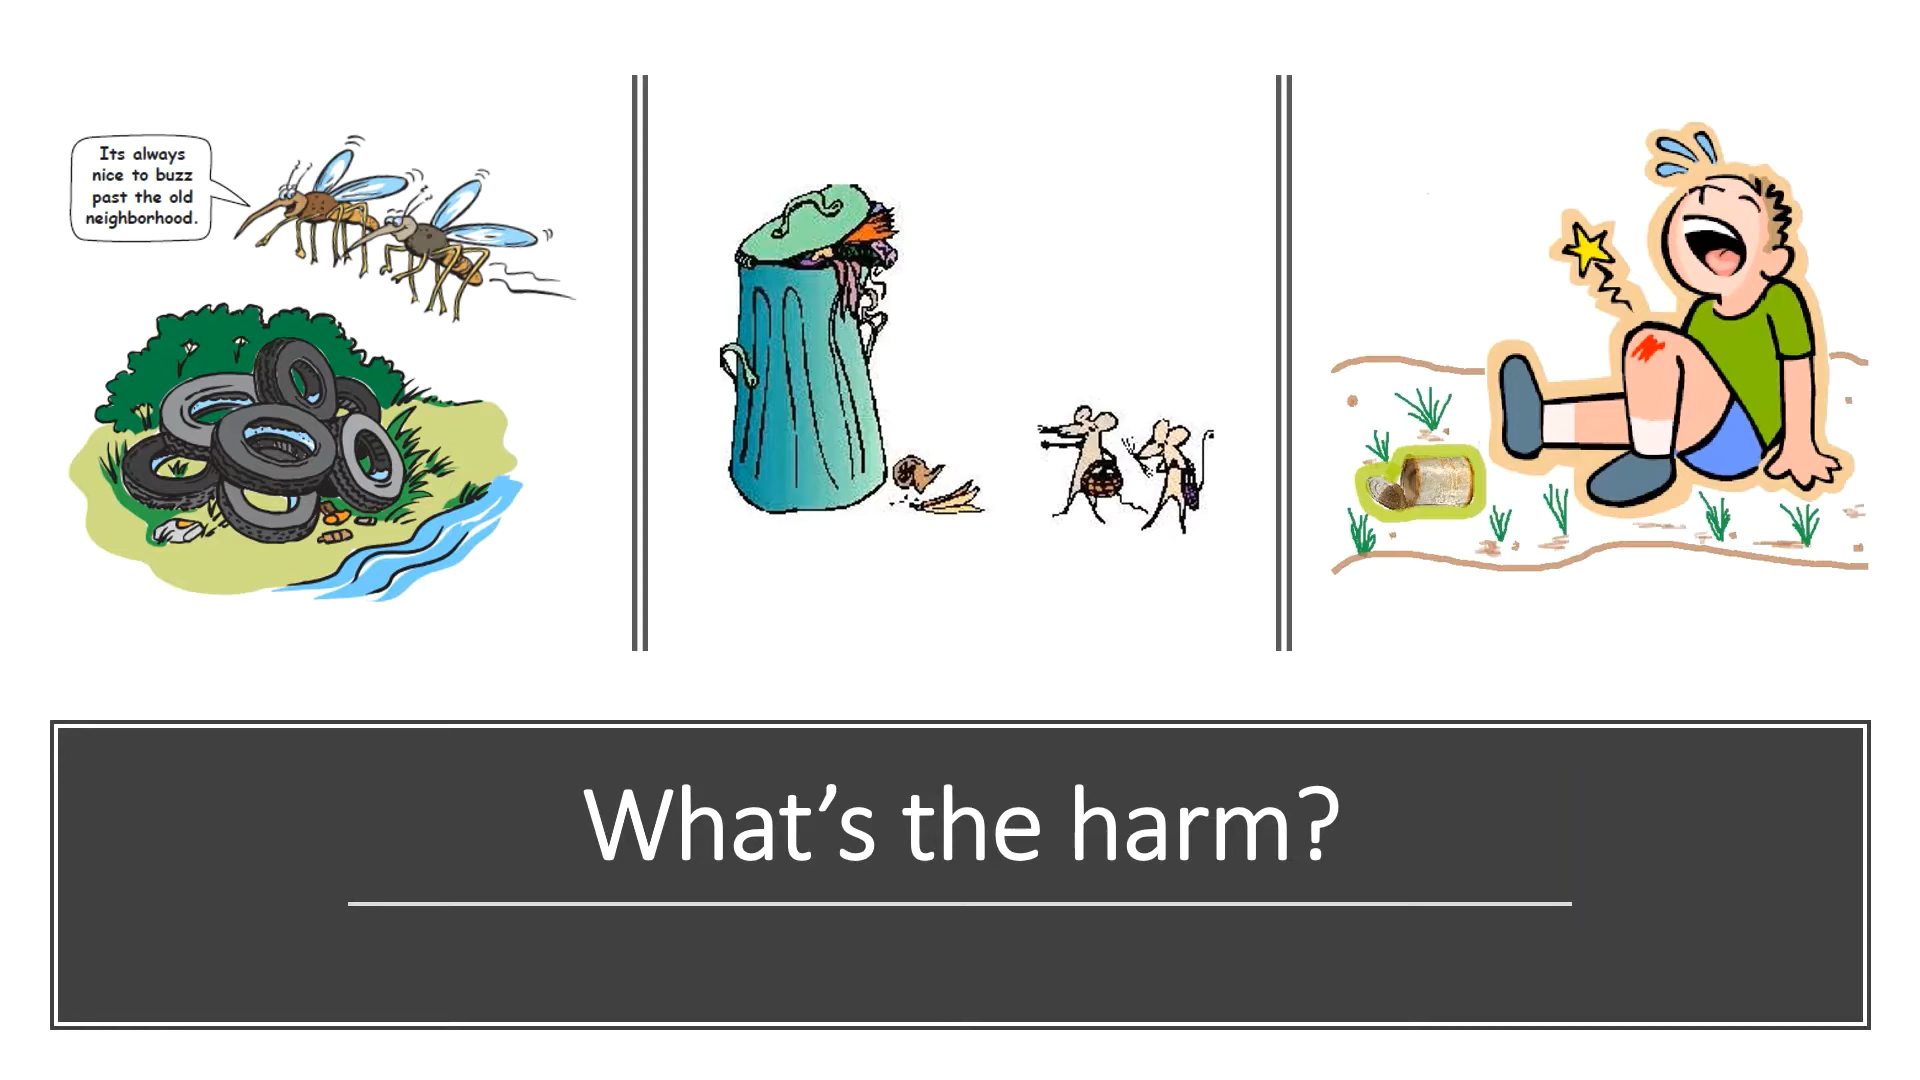 Its always
nice to buzz
past the old
neighborhood.
What’s the harm?